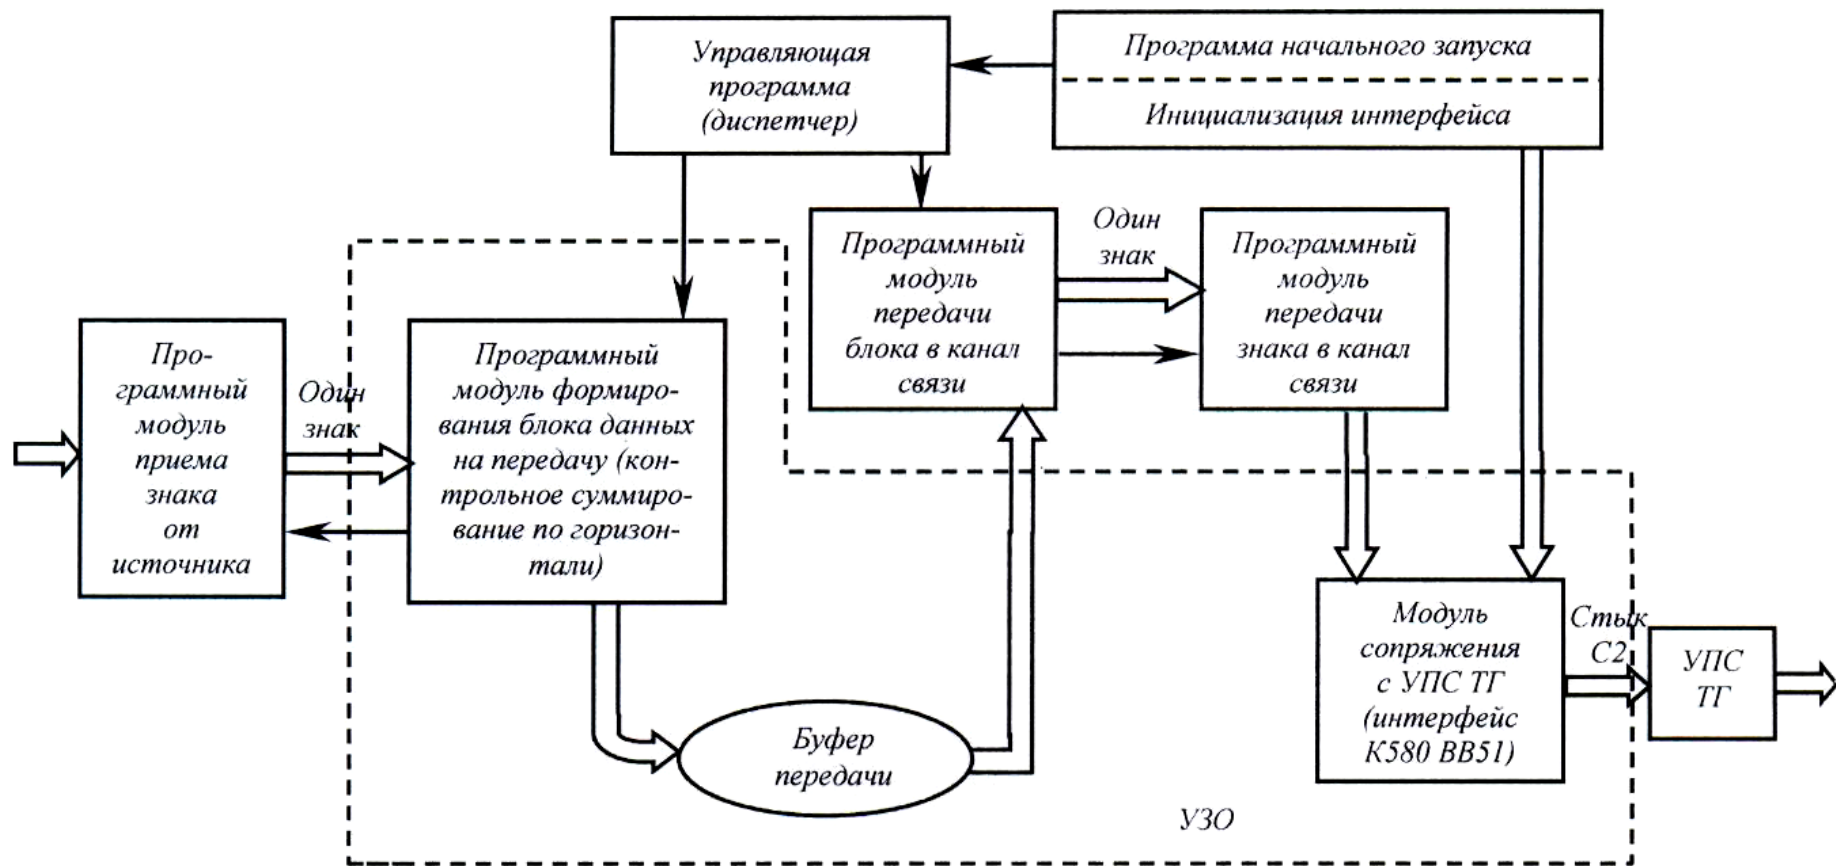 Управляющая
программа
(диспетчер)
Программа начального запуска
Инициализация интерфейса
Программный
модуль
передачи
блока в канал
связи
Один
знак
Программный
модуль
передачи
знака в канал
связи
Про-
граммный
модуль
приема
знака
от
источника
Один
знак
Программный
модуль формиро-
вания блока данных
на передачу (кон-
трольное суммиро-
вание по горизон-
тали)
Буфер
передачи
Модуль
сопряжения
с УПС ТГ
(интерфейс
К580 ВВ51)
Стык
С2
УПС
ТГ
УЗО